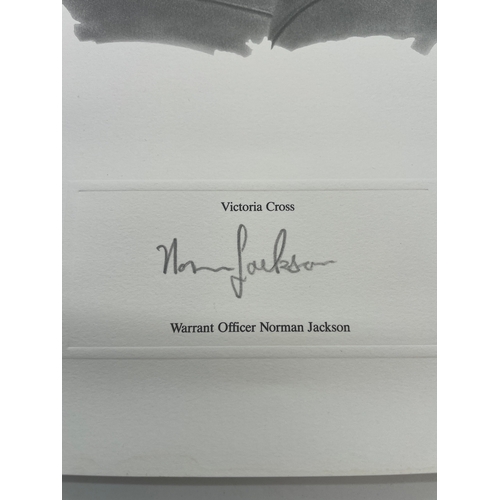 Victoria Cross
Norman Jackson
Warrant Officer Norman Jackson